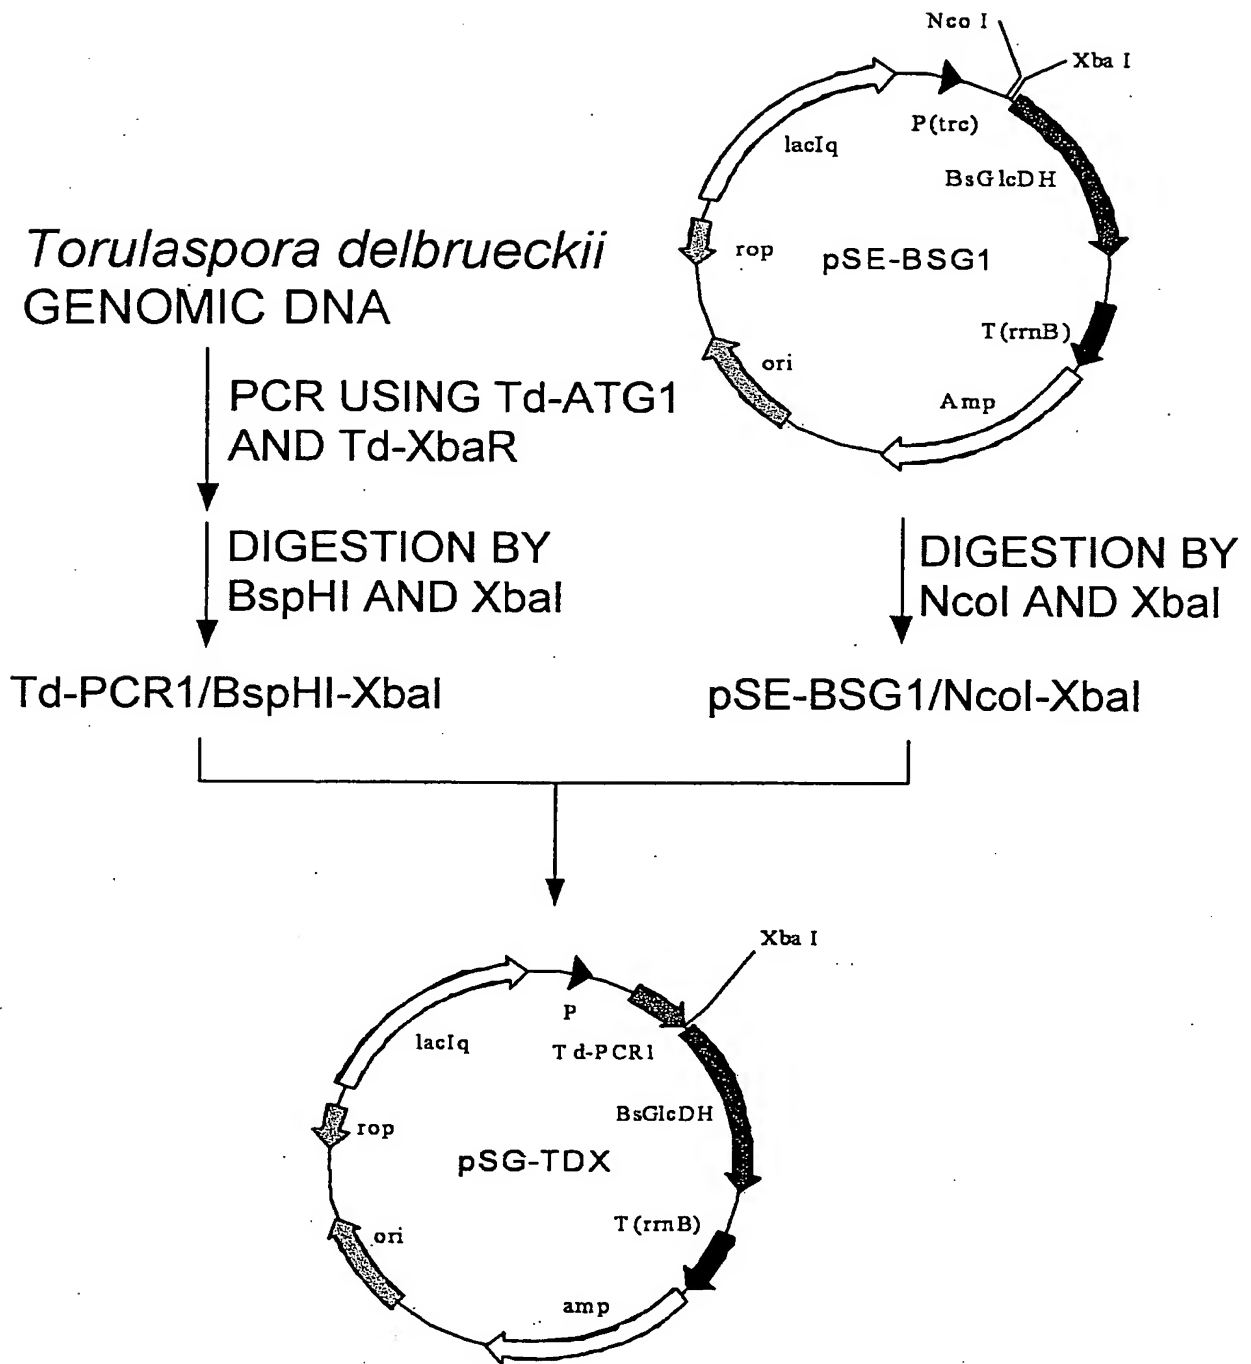 Nco I
Xba I
P(trc)
lacIq
BsGlcDH
rop
pSE-BSG1
T(rrnB)
ori
Amp
Torulaspora delbrueckii
GENOMIC DNA
PCR USING Td-ATG1
AND Td-XbaR
DIGESTION BY
BspHI AND XbaI
DIGESTION BY
NcoI AND XbaI
Td-PCR1/BspHI-XbaI
pSE-BSG1/NcoI-XbaI
Xba I
P
lacIq
Td-PCR1
BsGlcDH
rop
pSG-TDX
T(rrnB)
ori
amp